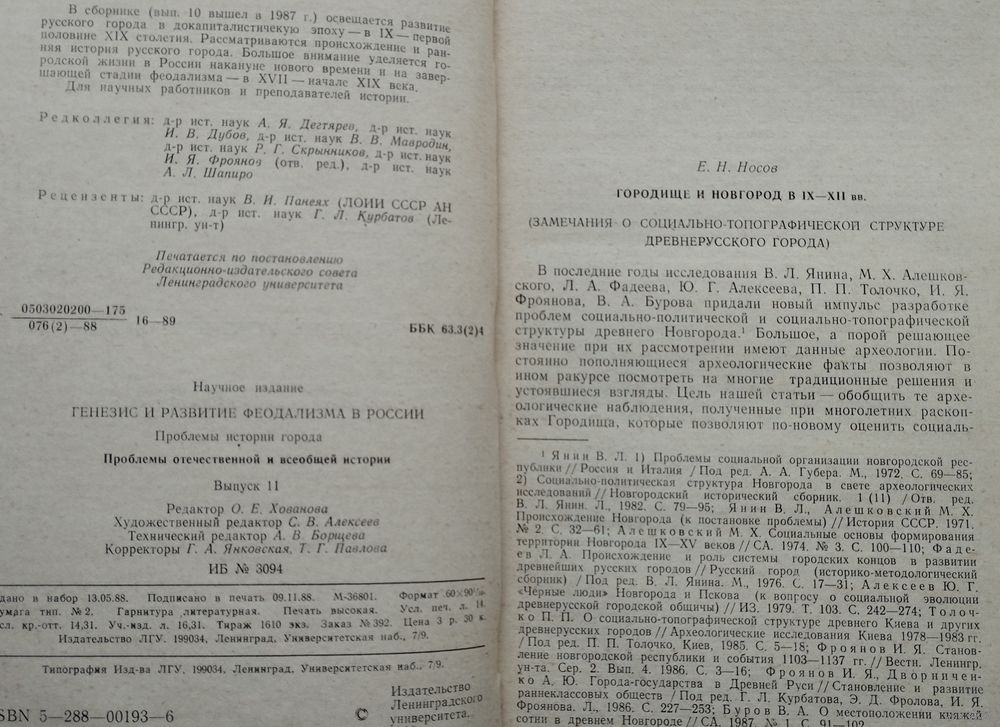 В сборнике (вып. 10 вышел в 1987 г.) освещается развитие
русского города в докапиталистичекую эпоху — в IX — первой
половине XIX столетия. Рассматриваются происхождение и ран-
няя история русского города. Большое внимание уделяется го-
родской жизни в России накануне нового времени и на завер-
шающей стадии феодализма — в XVII — начале XIX века.
Для научных работников и преподавателей истории.
Редколлегия: д-р ист. наук А. Я. Дегтярев, д-р ист. наук
И. В. Дубов, д-р ист. наук В. В. Мавродин,
д-р ист. наук Р. Г. Скрынников, д-р ист. наук
И. Я. Фроянов (отв. ред.), д-р ист. наук
А. Л. Шапиро
Рецензенты: д-р ист. наук В. И. Панеях (ЛОИИ СССР АН
СССР), д-р ист. наук Г. Л. Курбатов (Ле-
нингр. ун-т)
Печатается по постановлению
Редакционно-издательского совета
Ленинградского университета
0503020200—175
076(2)—88
16—89
ББК 63.3(2)4
Научное издание
ГЕНЕЗИС И РАЗВИТИЕ ФЕОДАЛИЗМА В РОССИИ
Проблемы истории города
Проблемы отечественной и всеобщей истории
Выпуск 11
Редактор О. Е. Хованова
Художественный редактор С. В. Алексеев
Технический редактор А. В. Борщева
Корректоры Г. А. Янковская, Т. Г. Павлова
ИБ № 3094
дано в набор 13.05.88. Подписано в печать 09.11.88. М-36801. Формат 60×90
умага тип. № 2. Гарнитура литературная. Печать высокая. Усл. печ. л. 14.
сл. кр.-отт. 14,31. Уч.-изд. л. 16,31. Тираж 1610 экз. Заказ № 392. Цена 3 р. 30 к.
Издательство ЛГУ. 199034, Ленинград, Университетская наб., 7/9.
Типография Изд-ва ЛГУ. 199034, Ленинград, Университетская наб., 7/9.
SBN 5—288—00193—6
© Издательство
Ленинградского
университета,
Е. Н. Носов
ГОРОДИЩЕ И НОВГОРОД В IX—XII вв.
(ЗАМЕЧАНИЯ О СОЦИАЛЬНО-ТОПОГРАФИЧЕСКОЙ СТРУКТУРЕ
ДРЕВНЕРУССКОГО ГОРОДА)
В последние годы исследования В. Л. Янина, М. Х. Алешков-
ского, Л. А. Фадеева, Ю. Г. Алексеева, П. П. Толочко, И. Я.
Фроянова, В. А. Бурова придали новый импульс разработке
проблем социально-политической и социально-топографической
структуры древнего Новгорода.¹ Большое, а порой решающее
значение при их рассмотрении имеют данные археологии. По-
стоянно пополняющиеся археологические факты позволяют в
ином ракурсе посмотреть на многие традиционные решения и
устоявшиеся взгляды. Цель нашей статьи — обобщить те архе-
ологические наблюдения, полученные при многолетних раскоп-
ках Городища, которые позволяют по-новому оценить социаль-
¹ Янин В. Л. 1) Проблемы социальной организации новгородской рес-
публики // Россия и Италия / Под ред. А. А. Губера. М., 1972. С. 69—85;
2) Социально-политическая структура Новгорода в свете археологических
исследований // Новгородский исторический сборник. 1 (11) / Отв. ред.
В. Л. Янин. Л., 1982. С. 79—95; Янин В. Л., Алешковский М. Х.
Происхождение Новгорода (к постановке проблемы) // История СССР. 1971.
№ 2. С. 32—61; Алешковский М. Х. Социальные основы формирования
территории Новгорода IX—XV веков // СА. 1974. № 3. С. 100—110; Фаде-
ев Л. А. Происхождение и роль системы городских концов в развитии
древнейших русских городов // Русский город (историко-методологический
сборник) / Под ред. В. Л. Янина. М., 1976. С. 17—31; Алексеев Ю. Г.
«Черные люди» Новгорода и Пскова (к вопросу о социальной эволюции
древнерусской городской общины) // ИЗ. 1979. Т. 103. С. 242—274; Толоч-
ко П. П. О социально-топографической структуре древнего Киева и других
древнерусских городов // Археологические исследования Киева 1978—1983 гг.
/ Под ред. П. П. Толочко, Киев, 1985. С. 5—18; Фроянов И. Я. Становле-
ние новгородской республики и события 1103—1137 гг. // Вестн. Ленингр.
ун-та. Сер. 2. Вып. 4. 1986. С. 3—16; Фроянов И. Я., Дворничен-
ко А. Ю. Города-государства в Древней Руси // Становление и развитие
раннеклассовых обществ / Под ред. Г. Л. Курбатова, Э. Д. Фролова, И. Я.
Фроянова. Л., 1986. С. 227—253; Буров В. А. О местоположении княжей
сотни в древнем Новгороде // СА. 1987. № 1. С.